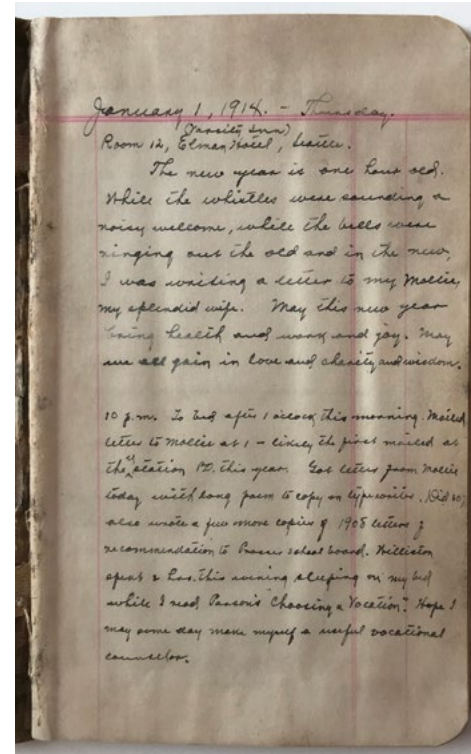 January 1, 1914. - Thursday.
(Varsity Inn)
Room 12, Elman Hotel, Seattle.
The new year is one hour old.
While the whistles were sounding a
noisy welcome, while the bells were
ringing out the old and in the new,
I was writing a letter to my Mollie,
my splendid wife. May this new year
bring health and work and joy. May
we all gain in love and charity and wisdom.
10 p.m. To bed after 1 oclock this morning. Mailed
letter to Mollie at 1 - likely the first mailed at
the station P.O. this year. Got letter from Mollie
today with long poem to copy on typewriter. (Did so)
also wrote a few more copies of 1908 letters of
recommendation to Prosser school board. Williston
spent 2 hrs. this evening sleeping on my bed
while I read Parson's "Choosing a Vocation". Hope I
may some day make myself a useful vocational
counsellor.